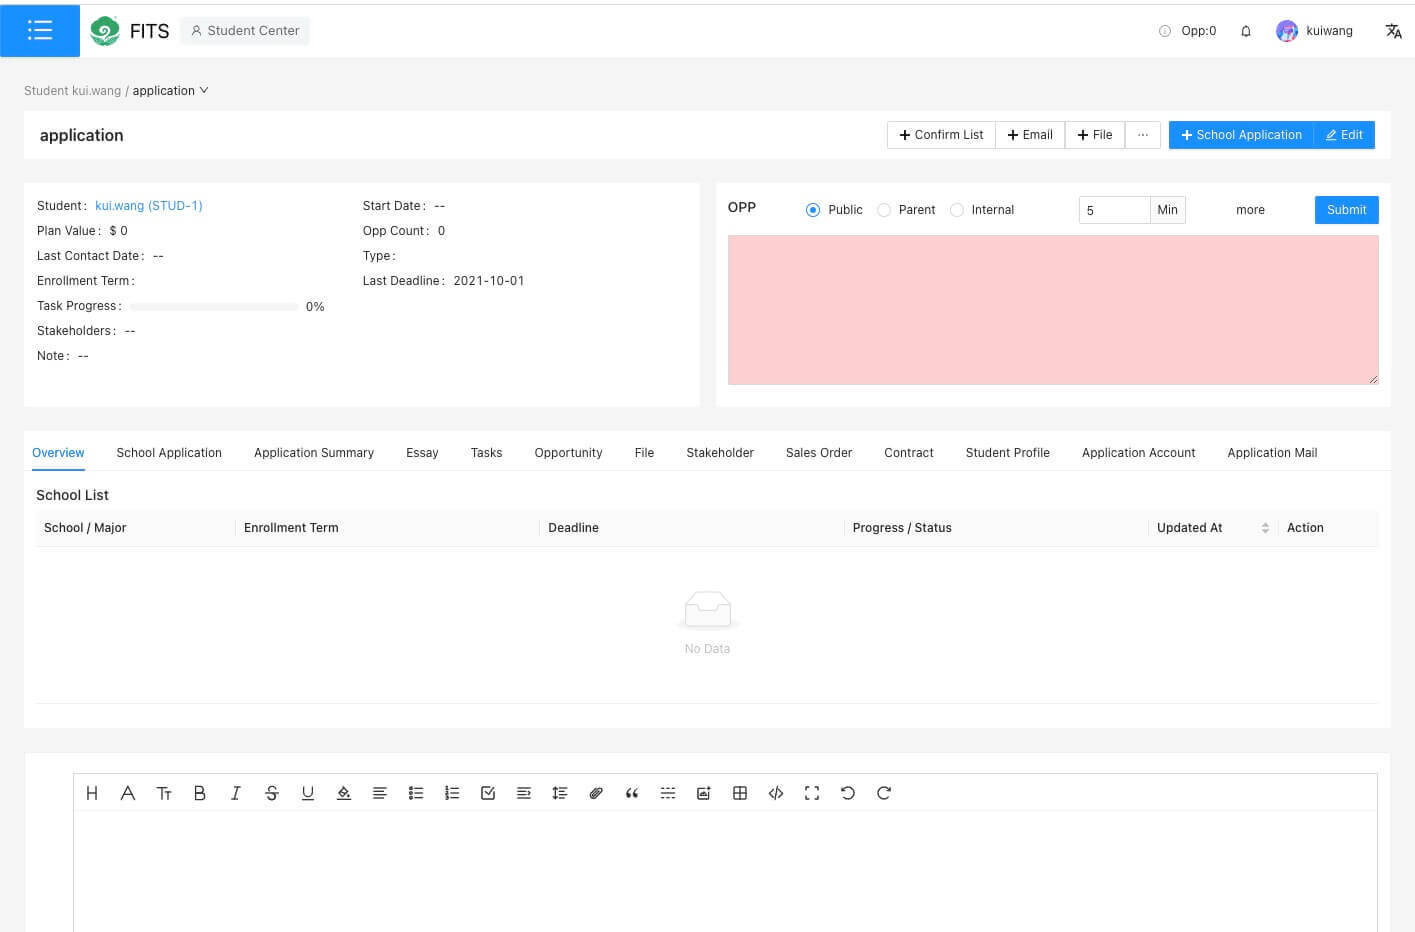 FITS Student Center Opp:0 kuiwang
Student kui.wang / application
application + Confirm List + Email + File ... + School Application Edit
Student: kui.wang (STUD-1) Start Date: --
Plan Value: $ 0 Opp Count: 0
Last Contact Date: -- Type:
Enrollment Term: Last Deadline: 2021-10-01
Task Progress: 0%
Stakeholders: --
Note: --
OPP Public Parent Internal 5 Min more Submit
Overview School Application Application Summary Essay Tasks Opportunity File Stakeholder Sales Order Contract Student Profile Application Account Application Mail
School List
School / Major Enrollment Term Deadline Progress / Status Updated At Action
No Data